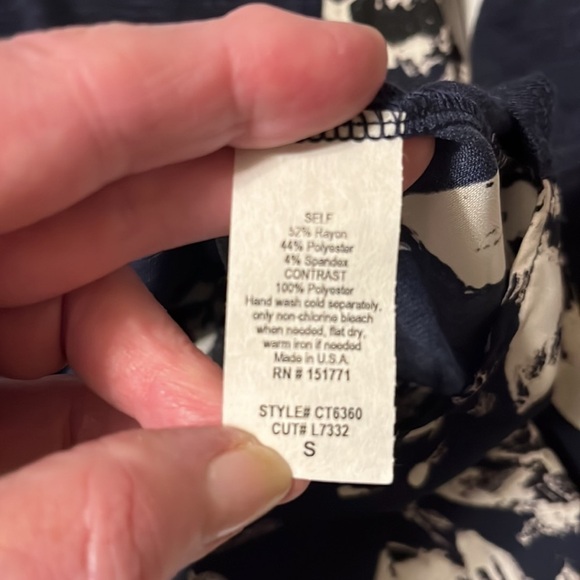 SELF
52% Rayon
44% Polyester
4% Spandex
CONTRAST
100% Polyester
Hand wash cold separately,
only non-chlorine bleach
when needed, flat dry,
warm iron if needed
Made in U.S.A.
RN # 151771
STYLE# CT6360
CUT# L7332
S